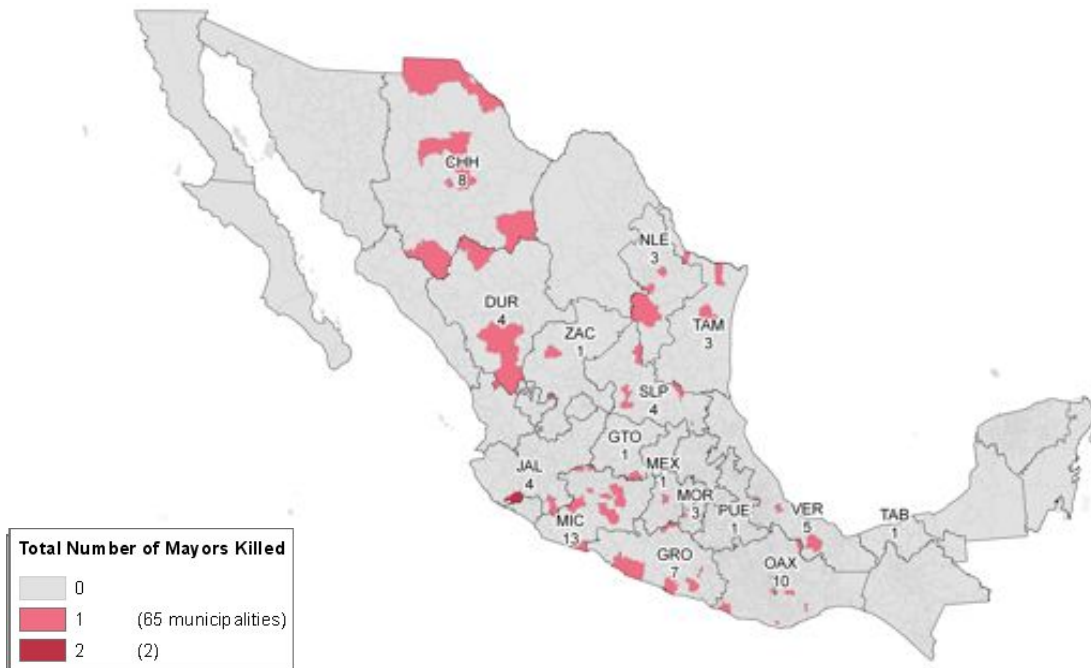 CHH
8
NLE
3
DUR
4
ZAC
1
TAM
3
SLP
4
GTO
1
JAL
4
MEX
1
MOR
3
PUE
1
VER
5
TAB
1
MIC
13
GRO
7
OAX
10
Total Number of Mayors Killed
0
1 (65 municipalities)
2 (2)